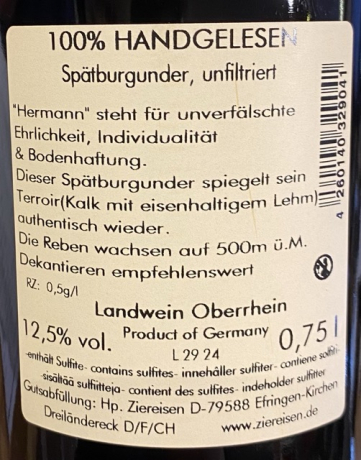 100% HANDGELESEN
Spätburgunder, unfiltriert
"Hermann" steht für unverfälschte
Ehrlichkeit, Individualität
& Bodenhaftung.
Dieser Spätburgunder spiegelt sein
Terroir(Kalk mit eisenhaltigem Lehm)
authentisch wieder.
Die Reben wachsen auf 500m ü.M.
Dekantieren empfehlenswert
RZ: 0,5g/l
4 260140 329041
Landwein Oberrhein
12,5% vol.
Product of Germany
0,75 l
L 29 24
-enthält Sulfite- contains sulfites- innehåller sulfiter- contiene solfiti-
-sisältää sulfitteja- contient des sulfites- indeholder sulfitter
Gutsabfüllung: Hp. Ziereisen D-79588 Efringen-Kirchen
Dreiländereck D/F/CH
www.ziereisen.de